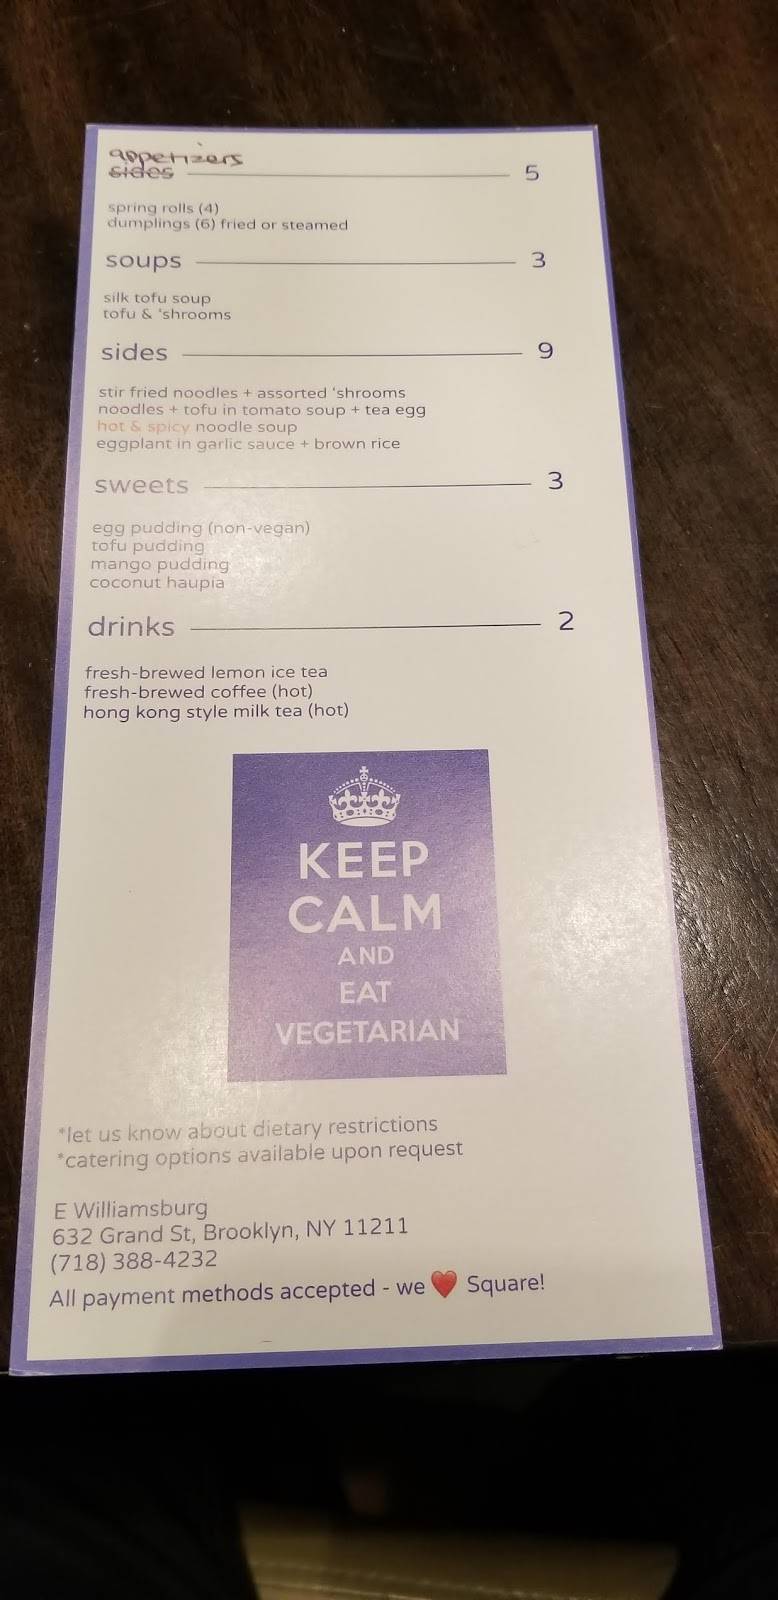 appetizers
sides 5
spring rolls (4)
dumplings (6) fried or steamed
soups 3
silk tofu soup
tofu & 'shrooms
sides 9
stir fried noodles + assorted 'shrooms
noodles + tofu in tomato soup + tea egg
hot & spicy noodle soup
eggplant in garlic sauce + brown rice
sweets 3
egg pudding (non-vegan)
tofu pudding
mango pudding
coconut haupia
drinks 2
fresh-brewed lemon ice tea
fresh-brewed coffee (hot)
hong kong style milk tea (hot)
KEEP
CALM
AND
EAT
VEGETARIAN
*let us know about dietary restrictions
*catering options available upon request
E Williamsburg
632 Grand St, Brooklyn, NY 11211
(718) 388-4232
All payment methods accepted - we ❤️ Square!